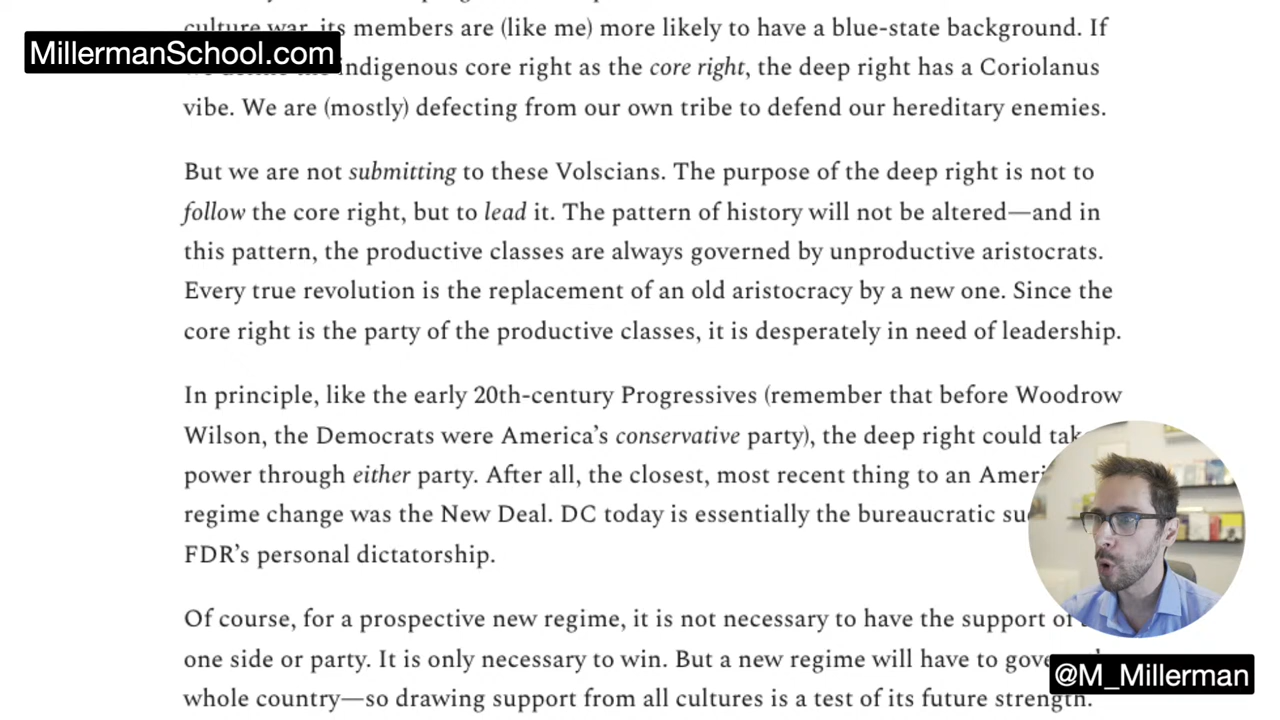 MillermanSchool.com
culture war, its members are (like me) more likely to have a blue-state background. If
indigenous core right as the core right, the deep right has a Coriolanus
vibe. We are (mostly) defecting from our own tribe to defend our hereditary enemies.
But we are not submitting to these Volscians. The purpose of the deep right is not to
follow the core right, but to lead it. The pattern of history will not be altered—and in
this pattern, the productive classes are always governed by unproductive aristocrats.
Every true revolution is the replacement of an old aristocracy by a new one. Since the
core right is the party of the productive classes, it is desperately in need of leadership.
In principle, like the early 20th-century Progressives (remember that before Woodrow
Wilson, the Democrats were America’s conservative party), the deep right could
power through either party. After all, the closest, most recent thing to an
regime change was the New Deal. DC today is essentially the bureaucratic
FDR’s personal dictatorship.
Of course, for a prospective new regime, it is not necessary to have the support of
one side or party. It is only necessary to win. But a new regime will have to
whole country—so drawing support from all cultures is a test of its future strength.
@M_Millerman